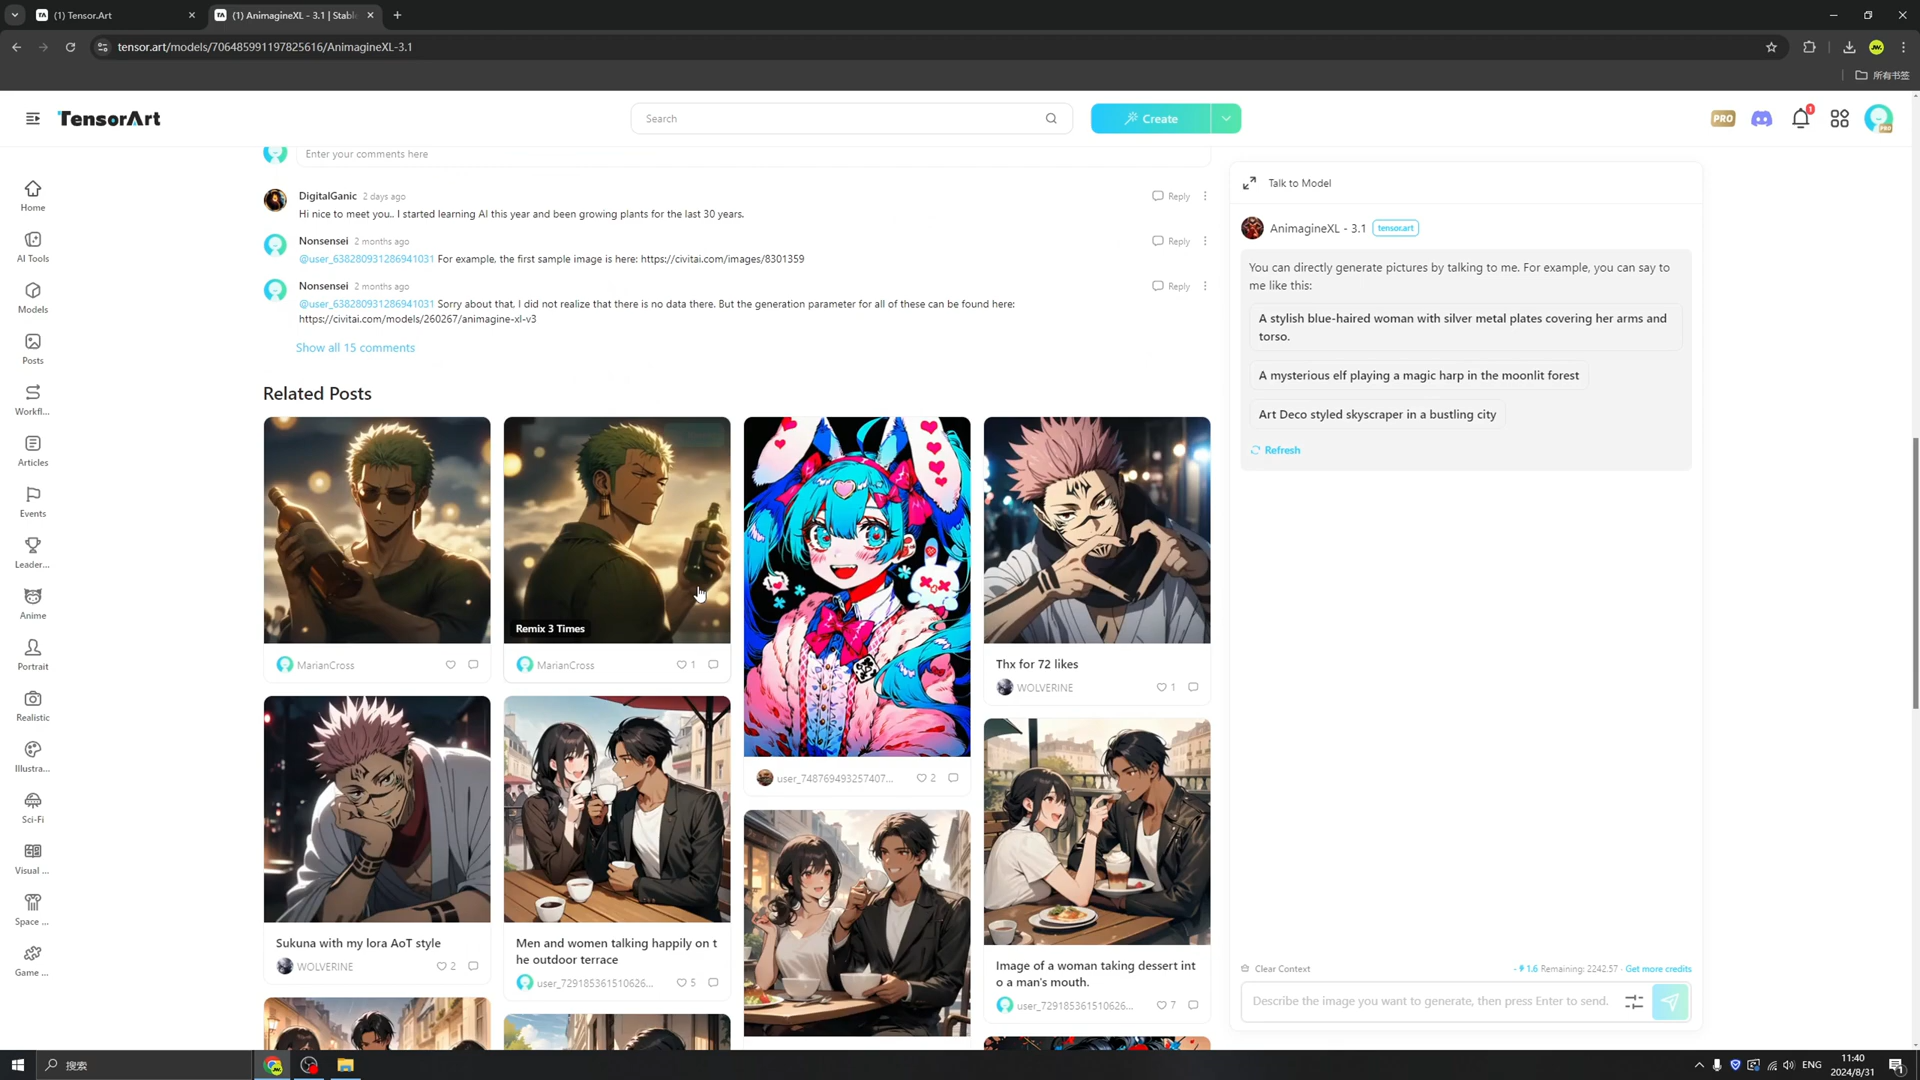 (1) Tensor.Art
(1) AnimagineXL - 3.1 | Stabl
tensor.art/models/706485991197825616/AnimagineXL-3.1
所有书签
TensorArt
Search
Create
PRO
1
PRO
Enter your comments here
Home
AI Tools
Models
Posts
Workfl...
Articles
Events
Leader...
Anime
Portrait
Realistic
Illustra...
Sci-Fi
Visual ...
Space ...
Game ...
DigitalGanic 2 days ago
Reply
Hi nice to meet you.. I started learning AI this year and been growing plants for the last 30 years.
Nonsensei 2 months ago
Reply
@user_638280931286941031 For example, the first sample image is here: https://civitai.com/images/8301359
Nonsensei 2 months ago
Reply
@user_638280931286941031 Sorry about that, I did not realize that there is no data there. But the generation parameter for all of these can be found here:
https://civitai.com/models/260267/animagine-xl-v3
Show all 15 comments
Related Posts
MarianCross
Remix 3 Times
MarianCross
1
user_748769493257407...
2
Thx for 72 likes
WOLVERINE
1
Sukuna with my lora AoT style
WOLVERINE
2
Men and women talking happily on t
he outdoor terrace
user_729185361510626...
5
Image of a woman taking dessert int
o a man's mouth.
user_729185361510626...
7
Talk to Model
AnimagineXL - 3.1 tensor.art
You can directly generate pictures by talking to me. For example, you can say to
me like this:
A stylish blue-haired woman with silver metal plates covering her arms and
torso.
A mysterious elf playing a magic harp in the moonlit forest
Art Deco styled skyscraper in a bustling city
Refresh
Clear Context
- 1.6 Remaining: 2242.57 - Get more credits
Describe the image you want to generate, then press Enter to send.
搜索
ENG
11:40
2024/8/31